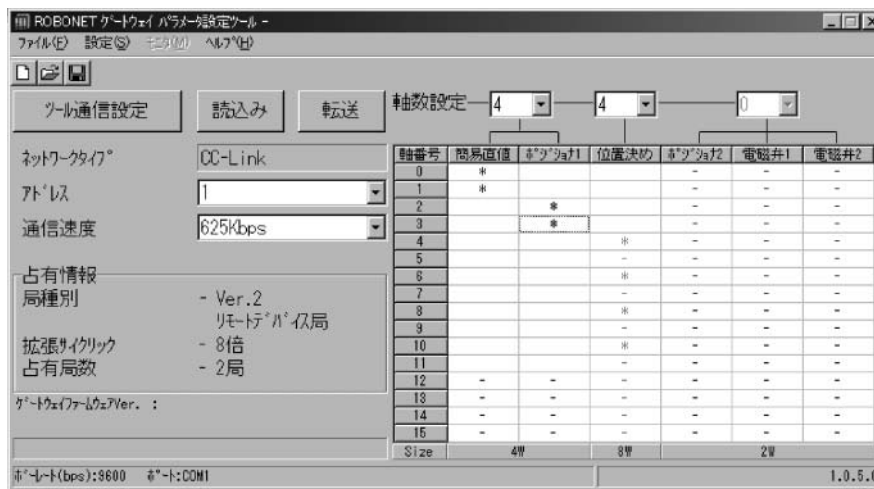 ROBONET ｹﾞｰﾄｳｪｲ ﾊﾟﾗﾒｰﾀ設定ツール -
ﾌｧｲﾙ(F) 設定(S) ﾓﾆﾀ(M) ﾍﾙﾌﾟ(H)
ﾂｰﾙ通信設定 読込み 転送 軸数設定 4 4 0
ﾈｯﾄﾜｰｸﾀｲﾌﾟ CC-Link
ｱﾄﾞﾚｽ 1
通信速度 625Kbps
占有情報
局種別 - Ver.2
ﾘﾓｰﾄﾃﾞﾊﾞｲｽ局
拡張ｻｲｸﾘｯｸ - 8倍
占有局数 - 2局
ｹﾞｰﾄｳｪｲﾌｧｰﾑｳｪｱVer. :
軸番号 簡易直値 ﾎﾟｼﾞｼｮﾅ1 位置決め ﾎﾟｼﾞｼｮﾅ2 電磁弁1 電磁弁2
0 * - - -
1 * - - -
2 * - - -
3 * - - -
4 * - - -
5 - - - -
6 * - - -
7 - - - -
8 * - - -
9 - - - -
10 * - - -
11 - - - -
12 - - - - - -
13 - - - - - -
14 - - - - - -
15 - - - - - -
Size 4W 8W 2W
ﾎﾞｰﾚｰﾄ(bps):9600 ﾎﾟｰﾄ:COM1 1.0.5.